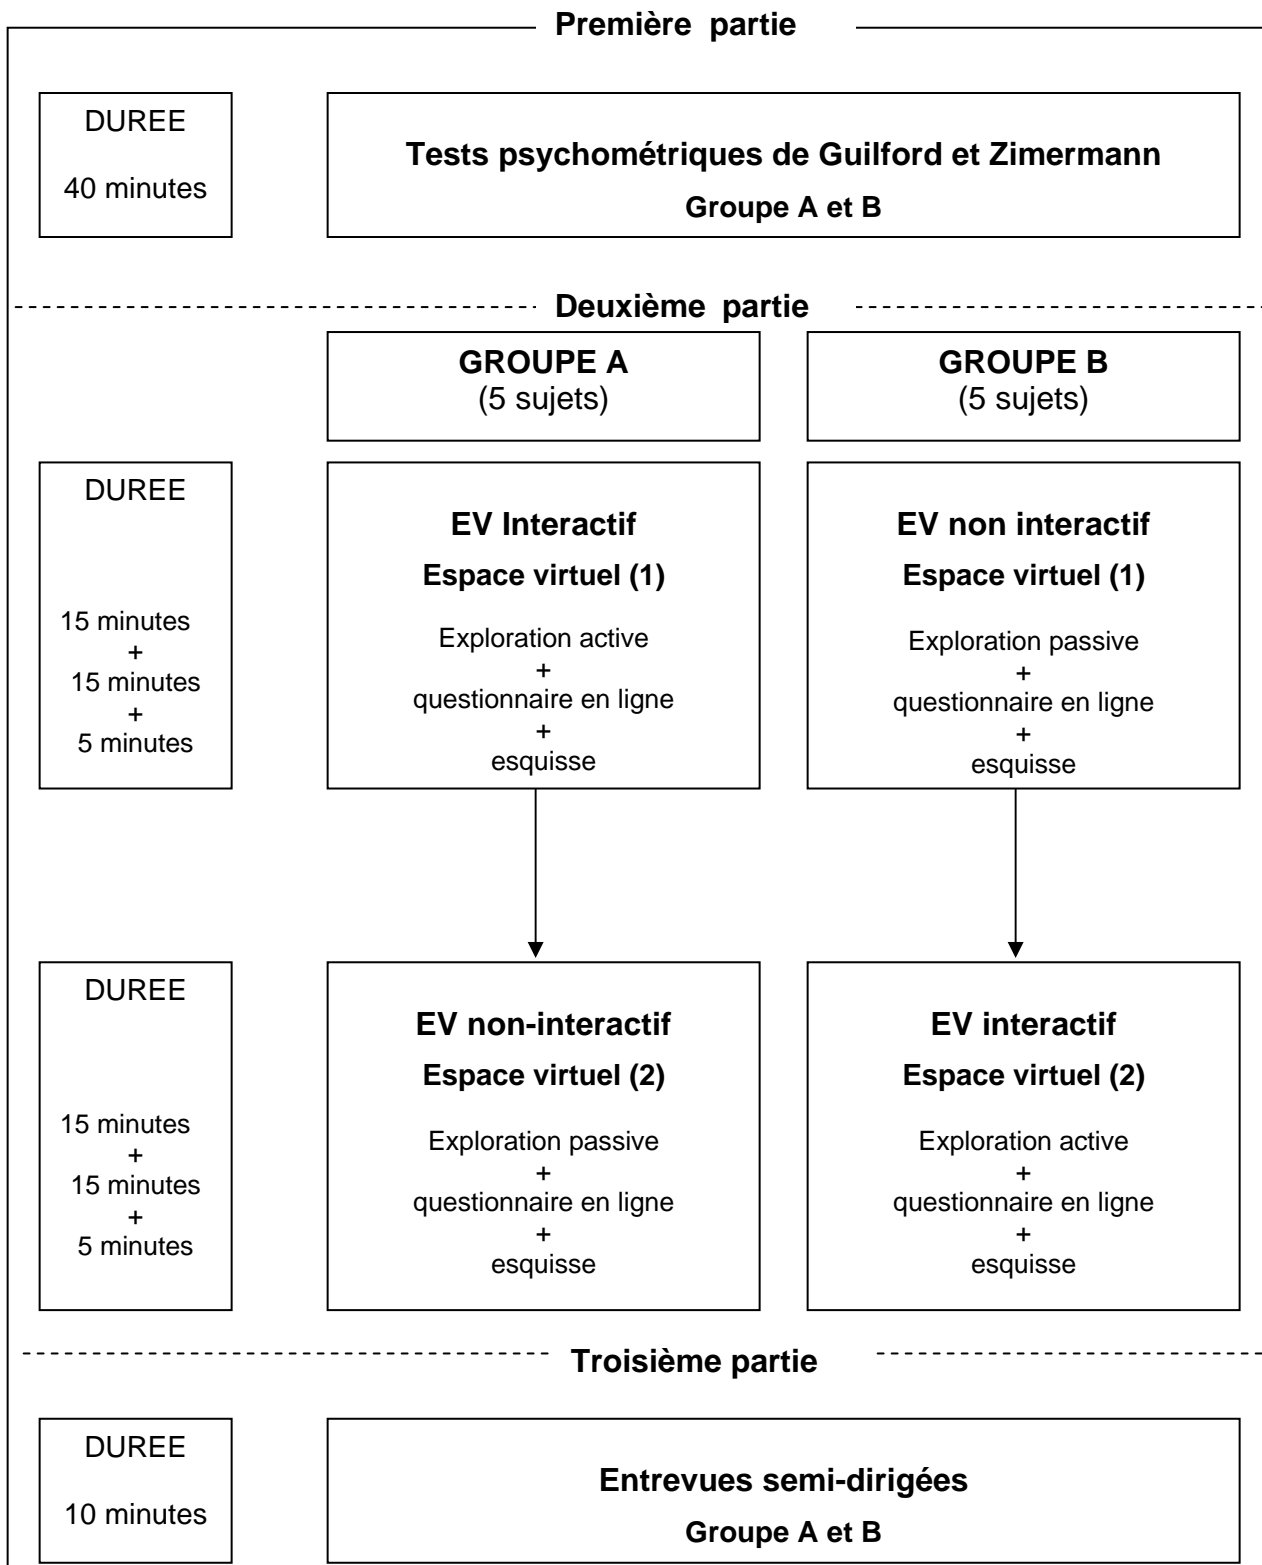 Première partie
DUREE
40 minutes
Tests psychométriques de Guilford et Zimermann
Groupe A et B
Deuxième partie
GROUPE A
(5 sujets)
GROUPE B
(5 sujets)
DUREE
15 minutes
+
15 minutes
+
5 minutes
EV Interactif
Espace virtuel (1)
Exploration active
+
questionnaire en ligne
+
esquisse
EV non interactif
Espace virtuel (1)
Exploration passive
+
questionnaire en ligne
+
esquisse
DUREE
15 minutes
+
15 minutes
+
5 minutes
EV non-interactif
Espace virtuel (2)
Exploration passive
+
questionnaire en ligne
+
esquisse
EV interactif
Espace virtuel (2)
Exploration active
+
questionnaire en ligne
+
esquisse
Troisième partie
DUREE
10 minutes
Entrevues semi-dirigées
Groupe A et B